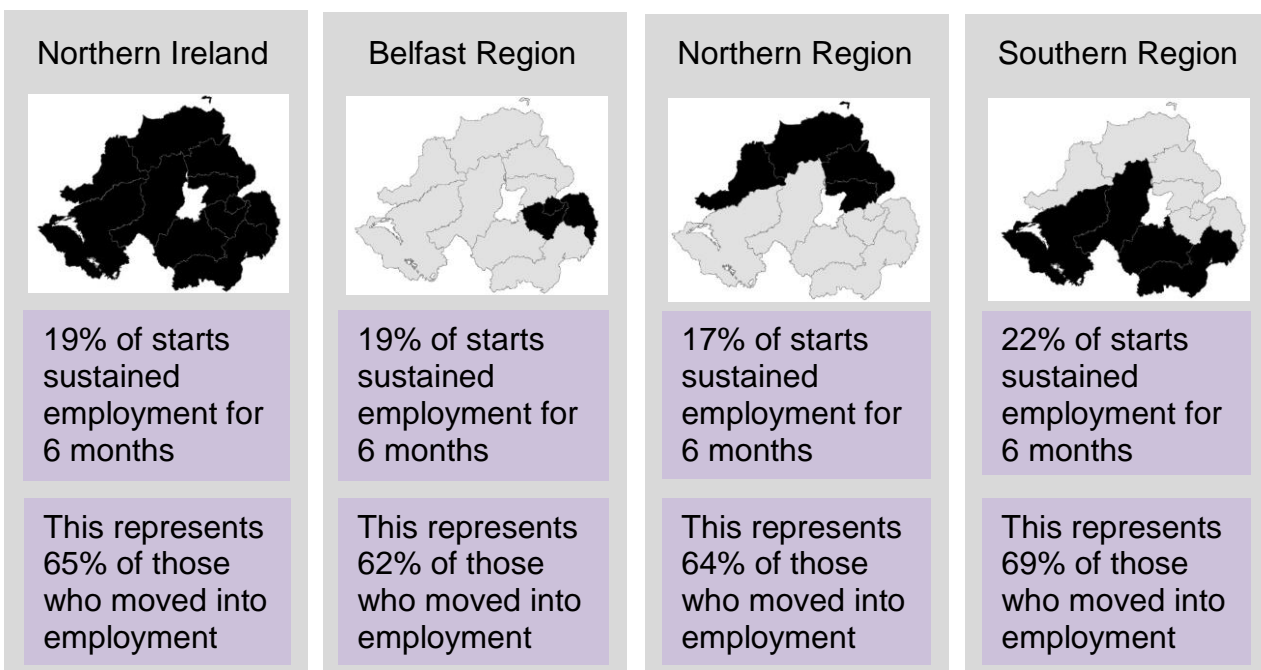 Northern Ireland
19% of starts
sustained
employment for
6 months
This represents
65% of those
who moved into
employment
Belfast Region
19% of starts
sustained
employment for
6 months
This represents
62% of those
who moved into
employment
Northern Region
17% of starts
sustained
employment for
6 months
This represents
64% of those
who moved into
employment
Southern Region
22% of starts
sustained
employment for
6 months
This represents
69% of those
who moved into
employment